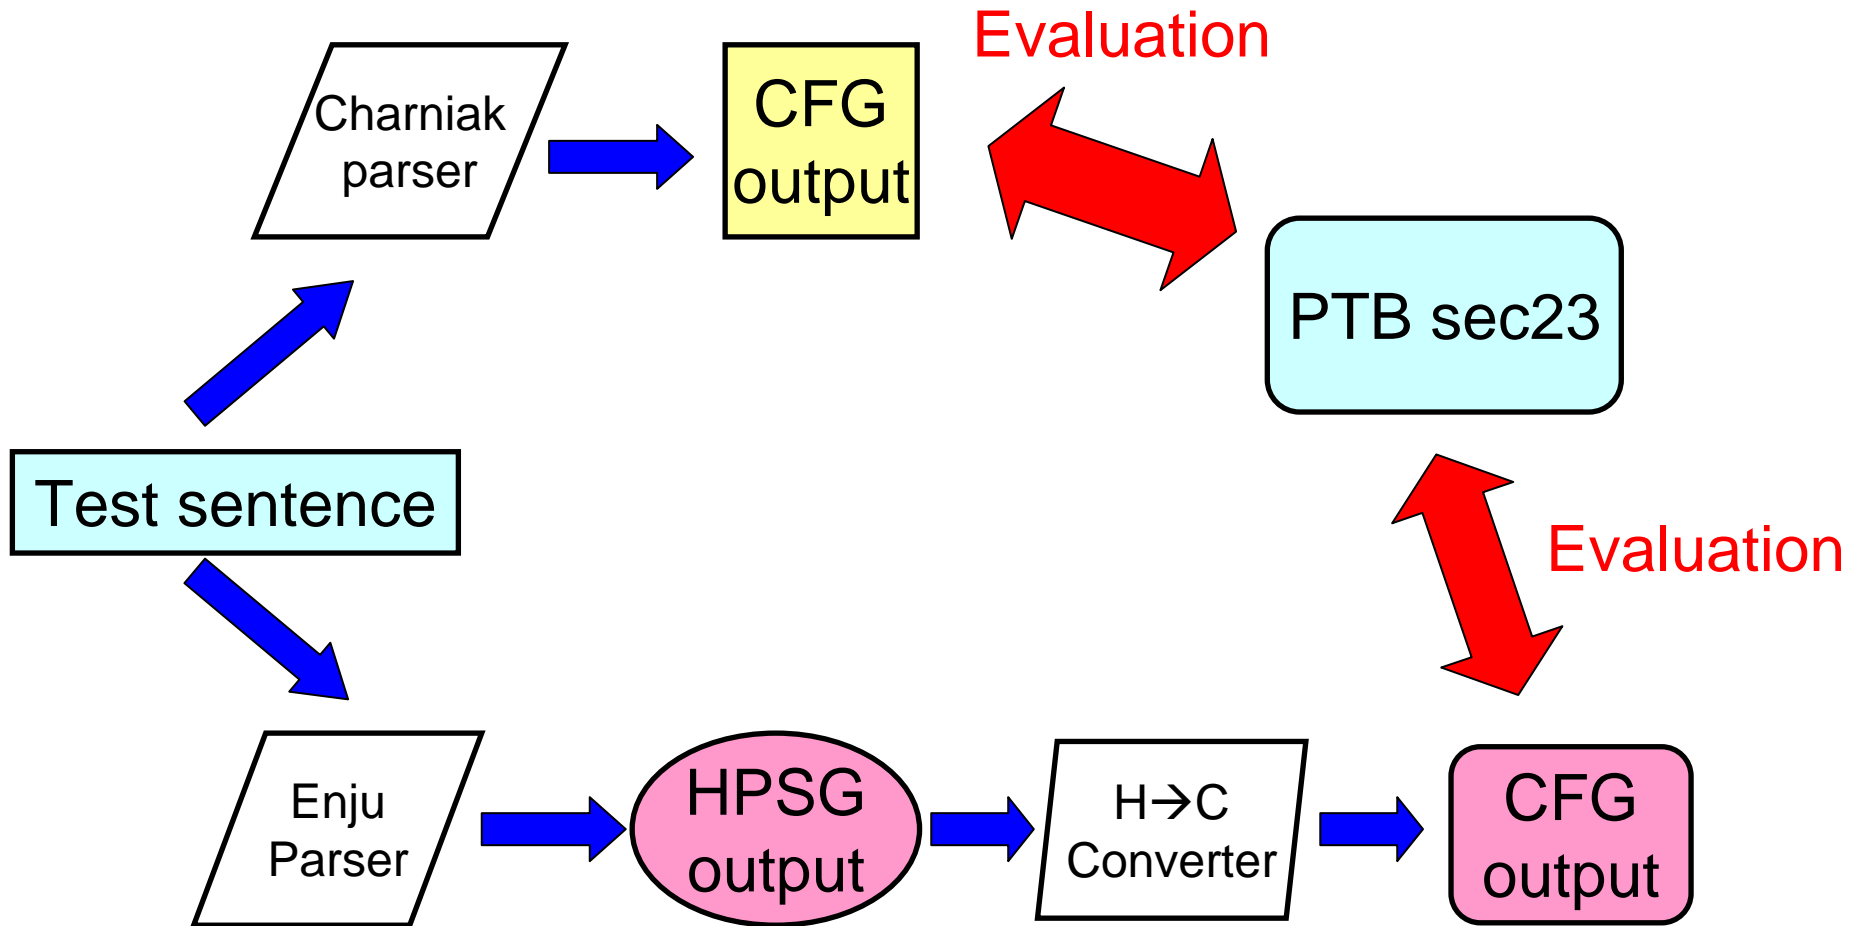 Evaluation
Charniak
parser
CFG
output
PTB sec23
Test sentence
Evaluation
Enju
Parser
HPSG
output
H→C
Converter
CFG
output